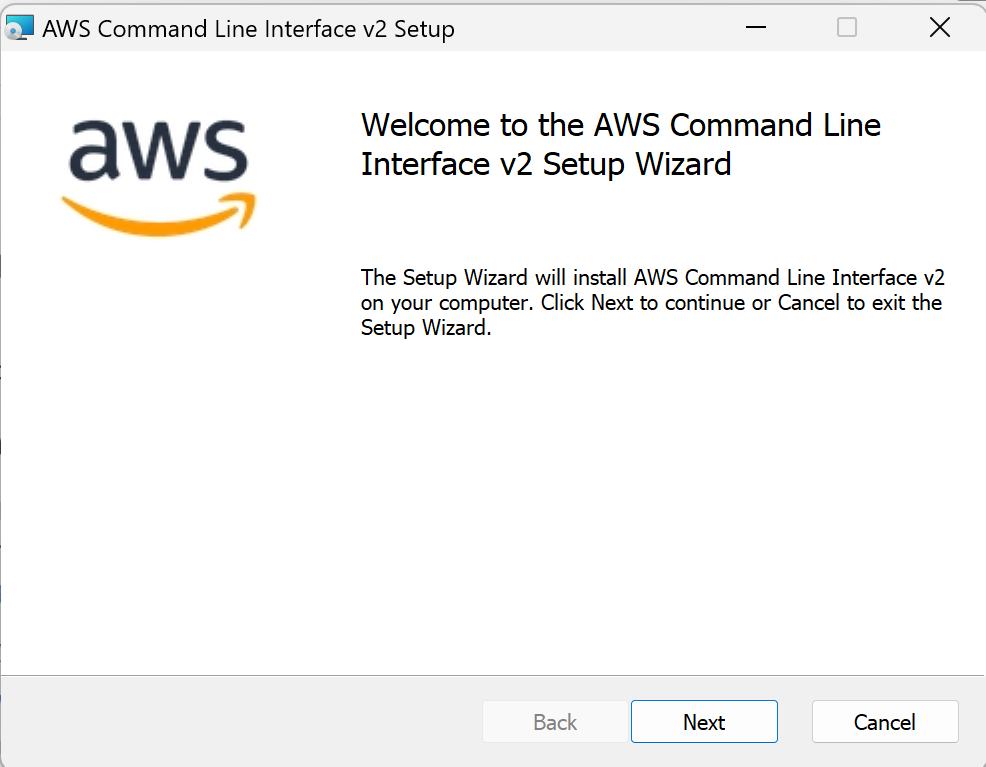 AWS Command Line Interface v2 Setup
aws
Welcome to the AWS Command Line
Interface v2 Setup Wizard
The Setup Wizard will install AWS Command Line Interface v2
on your computer. Click Next to continue or Cancel to exit the
Setup Wizard.
Back
Next
Cancel